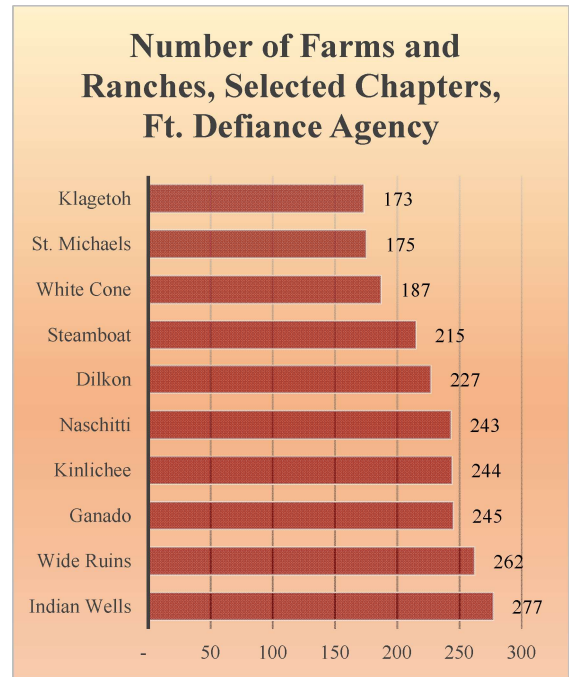 Number of Farms and
Ranches, Selected Chapters,
Ft. Defiance Agency
Klagetoh 173
St. Michaels 175
White Cone 187
Steamboat 215
Dilkon 227
Naschitti 243
Kinlichee 244
Ganado 245
Wide Ruins 262
Indian Wells 277
- 50 100 150 200 250 300